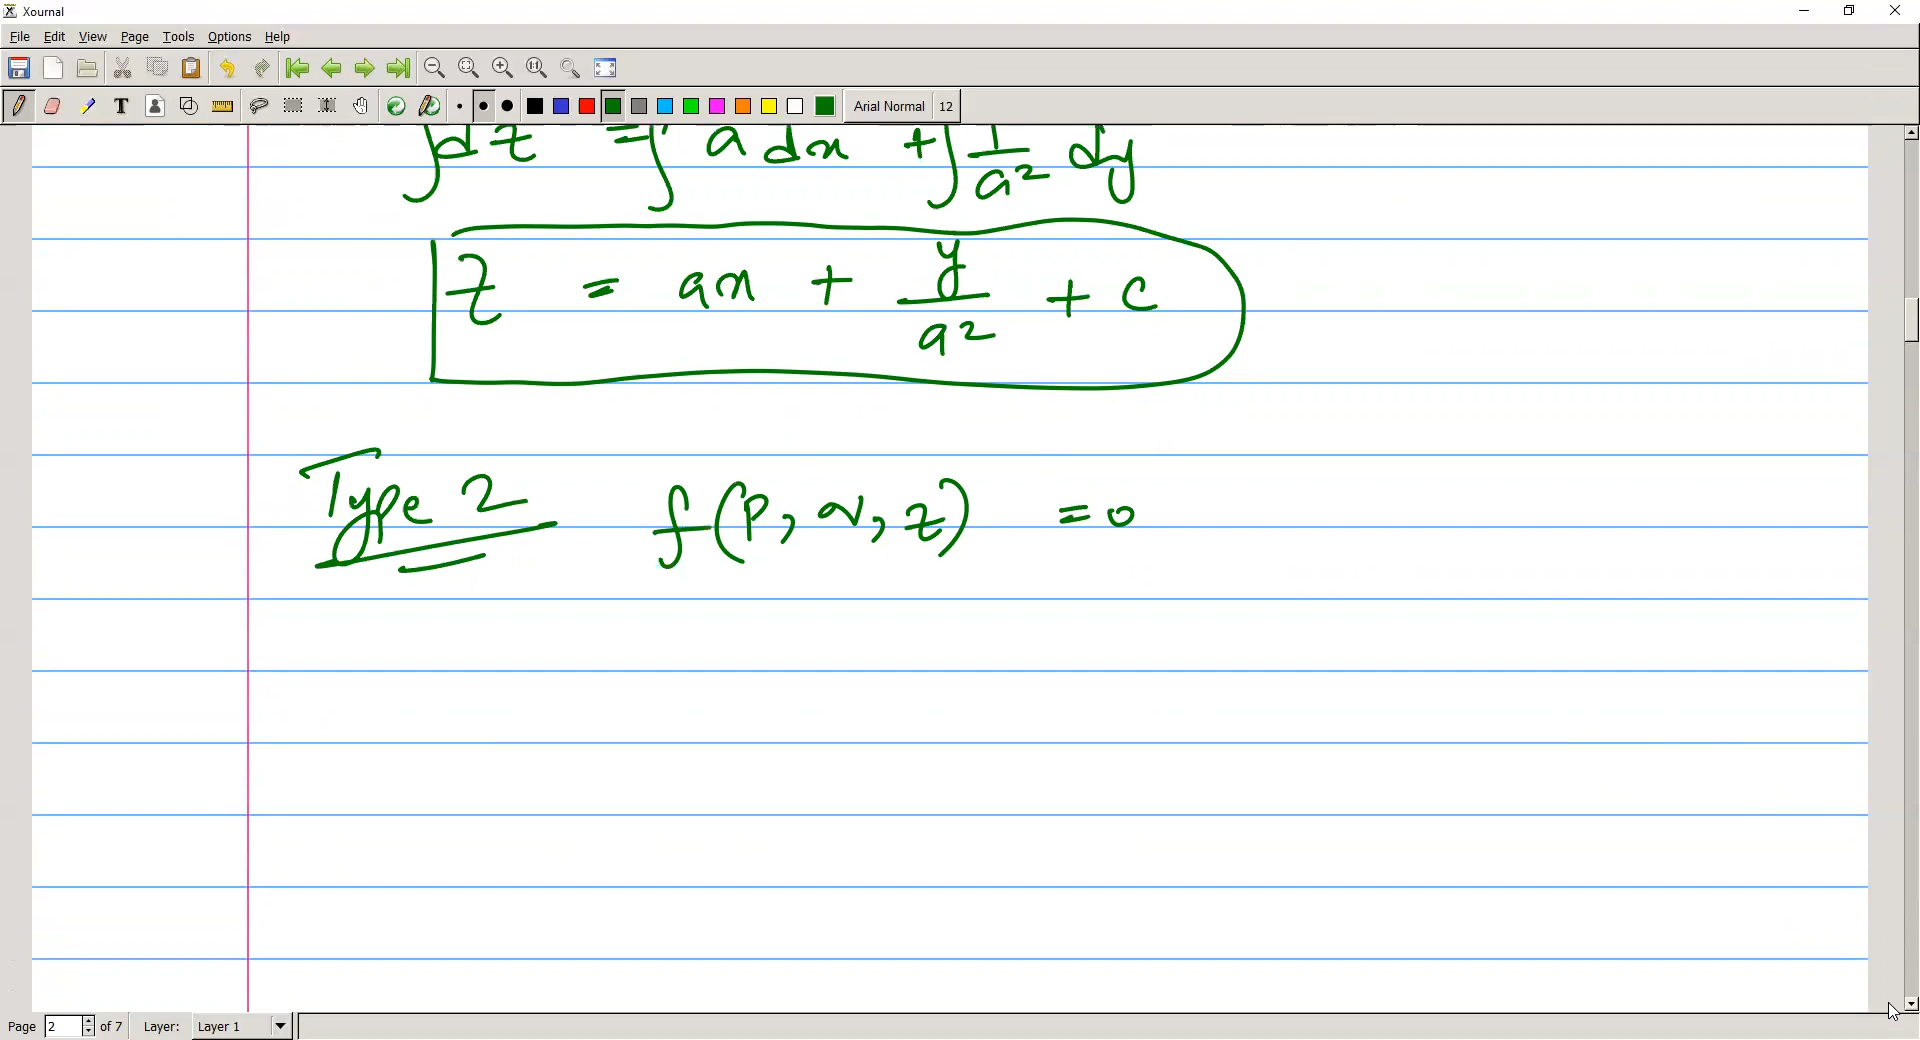 Xournal
File Edit View Page Tools Options Help
Arial Normal 12
∫dz = ∫a dx + ∫1/a² dy
z = ax + y/a² + c
Type 2 f(p, q, z) = 0
Page 2 of 7 Layer: Layer 1